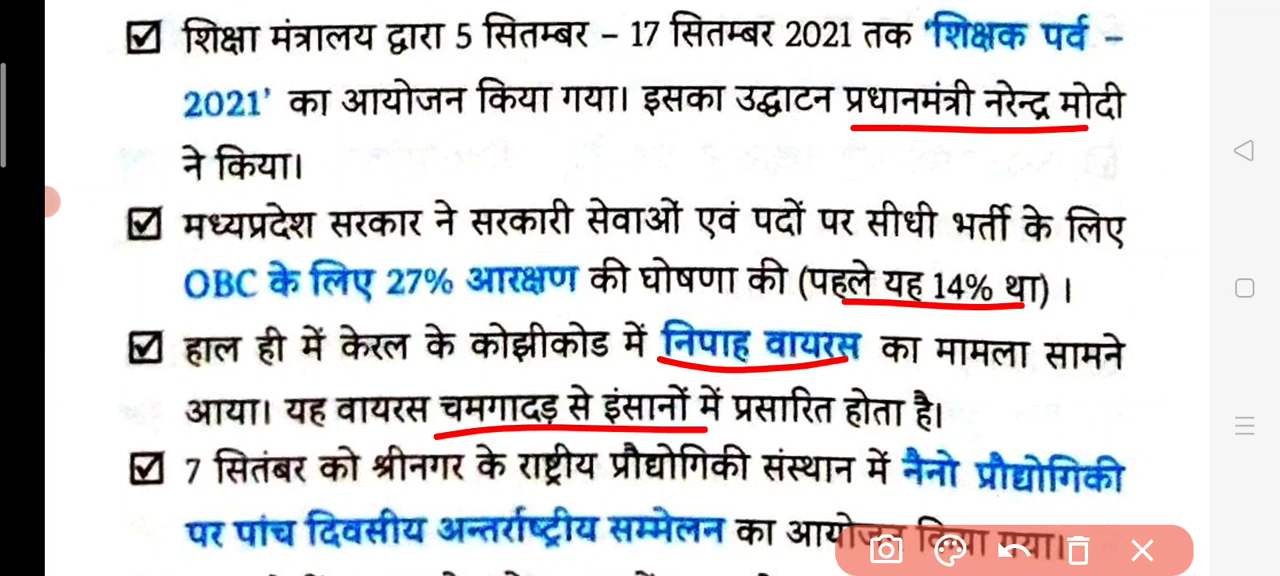 शिक्षा मंत्रालय द्वारा 5 सितम्बर – 17 सितम्बर 2021 तक 'शिक्षक पर्व –
2021' का आयोजन किया गया। इसका उद्घाटन प्रधानमंत्री नरेन्द्र मोदी
ने किया।
मध्यप्रदेश सरकार ने सरकारी सेवाओं एवं पदों पर सीधी भर्ती के लिए
OBC के लिए 27% आरक्षण की घोषणा की (पहले यह 14% था) ।
हाल ही में केरल के कोझीकोड में निपाह वायरस का मामला सामने
आया। यह वायरस चमगादड़ से इंसानों में प्रसारित होता है।
7 सितंबर को श्रीनगर के राष्ट्रीय प्रौद्योगिकी संस्थान में नैनो प्रौद्योगिकी
पर पांच दिवसीय अन्तर्राष्ट्रीय सम्मेलन का आयोजन किया गया।